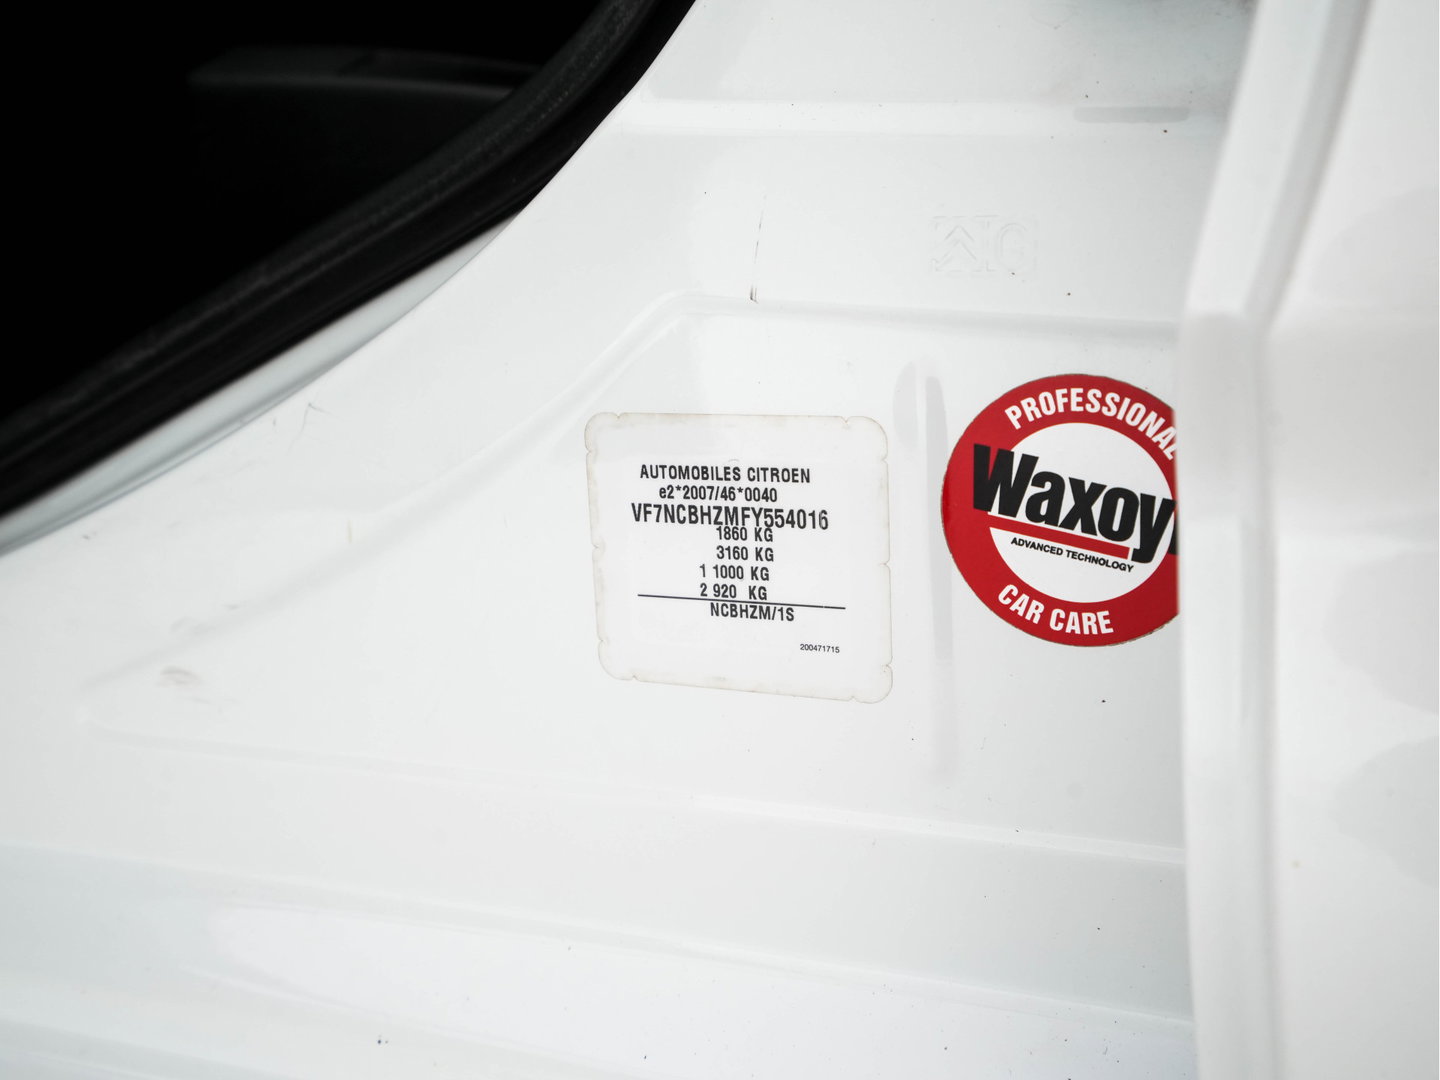 AUTOMOBILES CITROEN
e2*2007/46*0040
VF7NCBHZMFY554016
1860 KG
3160 KG
1 1000 KG
2 920 KG
NCBHZM/1S
200471715
PROFESSIONAL
Waxoy
ADVANCED TECHNOLOGY
CAR CARE